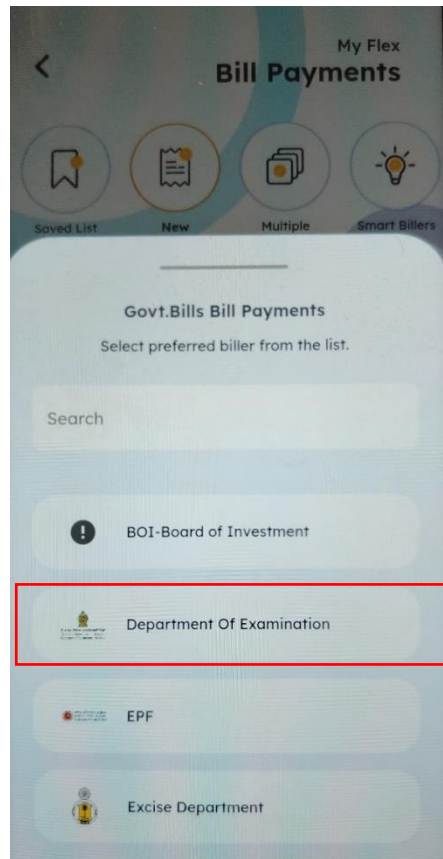 My Flex
Bill Payments
Saved List
New
Multiple
Smart Billers
Govt.Bills Bill Payments
Select preferred biller from the list.
Search
BOI-Board of Investment
Department Of Examination
EPF
Excise Department